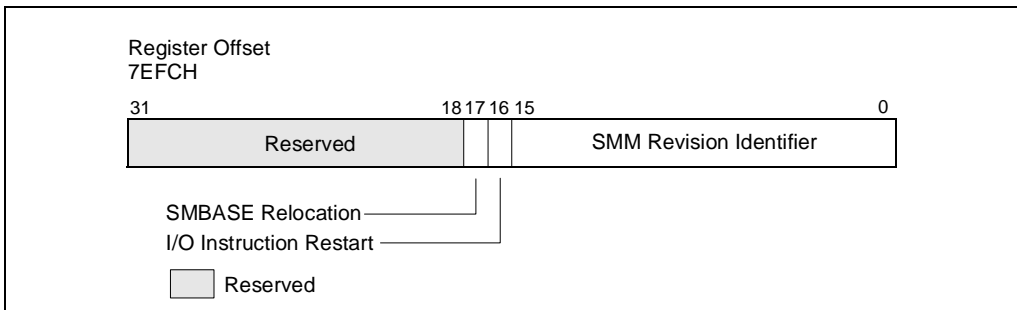 Register Offset
7EFCH
31 18 17 16 15 0
Reserved SMM Revision Identifier
SMBASE Relocation
I/O Instruction Restart
Reserved